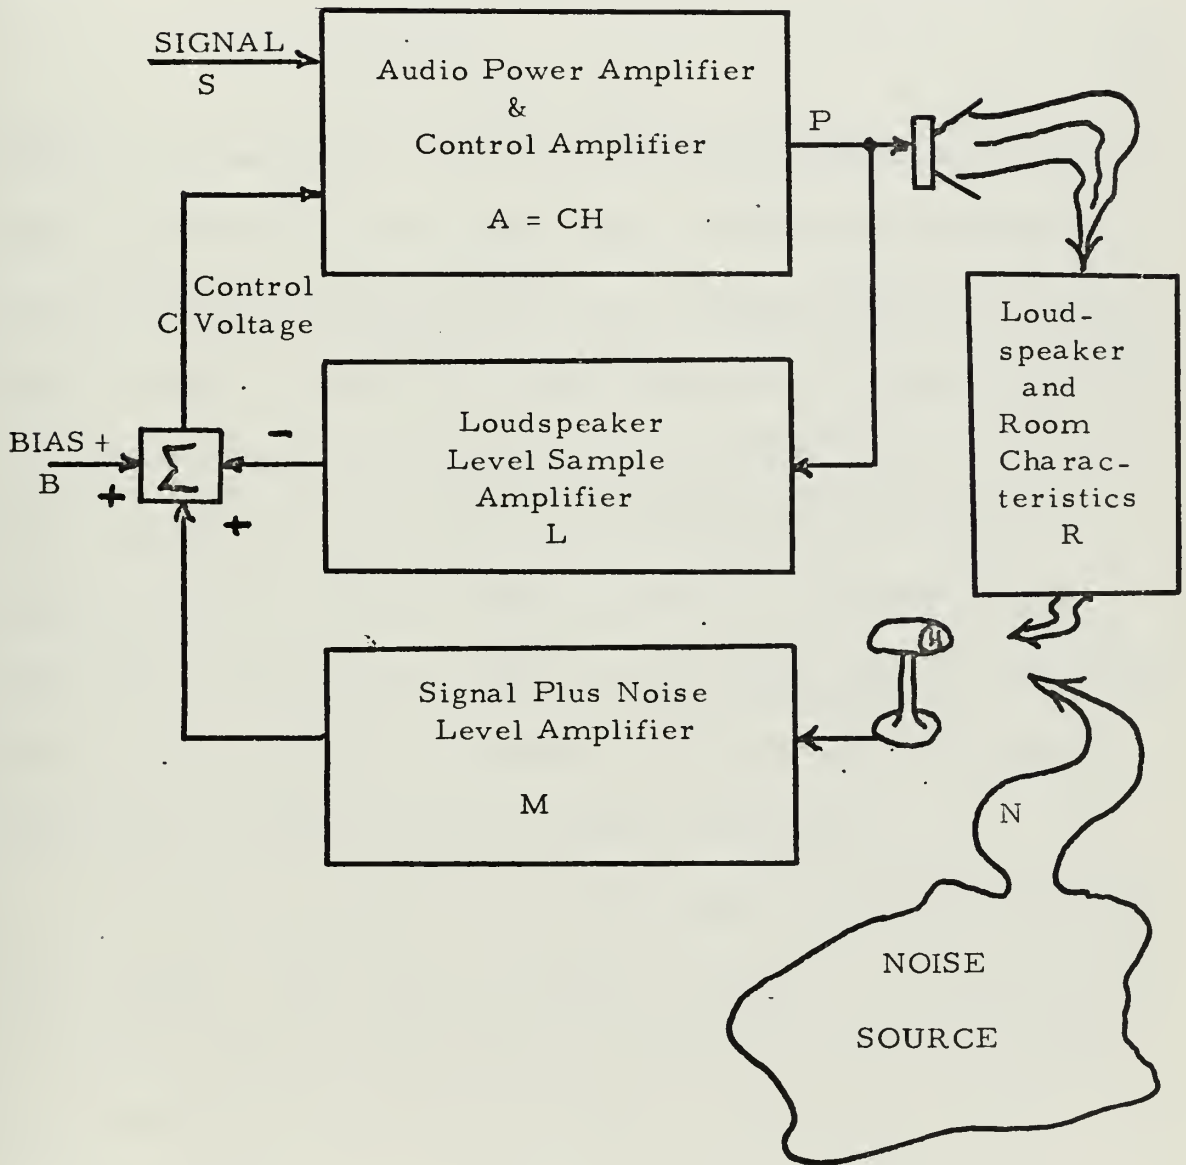 SIGNAL
S
Audio Power Amplifier
&
Control Amplifier
A = CH
P
Control
C Voltage
Loud-
speaker
and
Room
Charac-
teristics
R
BIAS +
B
+
Σ
-
+
Loudspeaker
Level Sample
Amplifier
L
Signal Plus Noise
Level Amplifier
M
N
NOISE
SOURCE